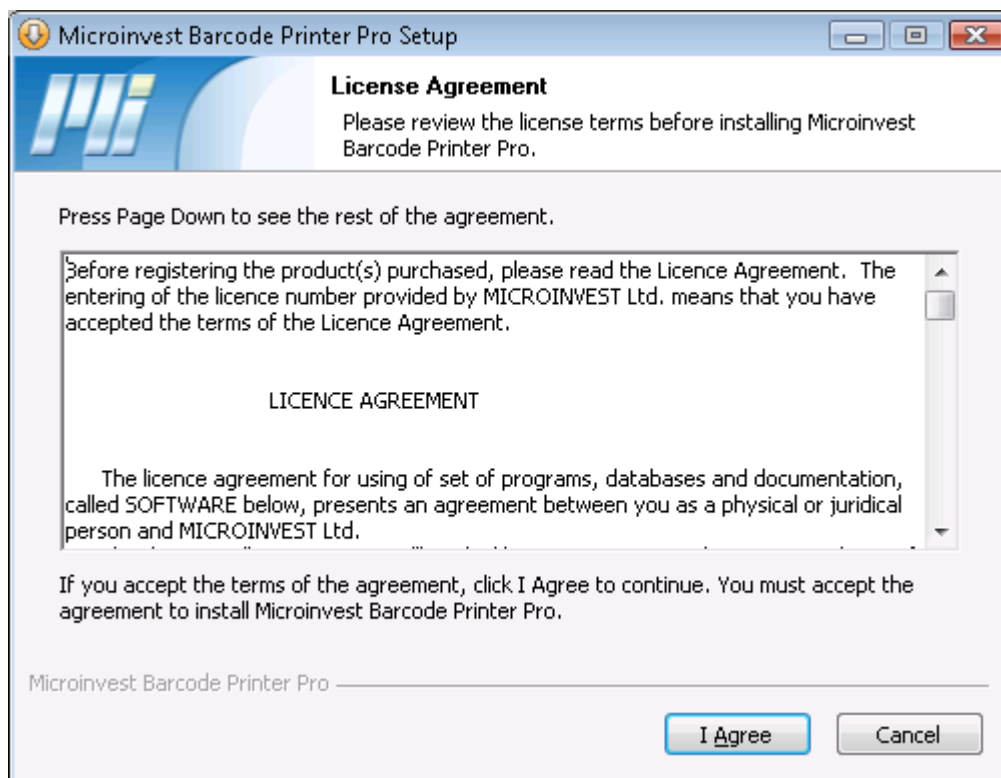 Microinvest Barcode Printer Pro Setup
License Agreement
Please review the license terms before installing Microinvest
Barcode Printer Pro.
Press Page Down to see the rest of the agreement.
Before registering the product(s) purchased, please read the Licence Agreement.  The
entering of the licence number provided by MICROINVEST Ltd. means that you have
accepted the terms of the Licence Agreement.
LICENCE AGREEMENT
The licence agreement for using of set of programs, databases and documentation,
called SOFTWARE below, presents an agreement between you as a physical or juridical
person and MICROINVEST Ltd.
If you accept the terms of the agreement, click I Agree to continue. You must accept the
agreement to install Microinvest Barcode Printer Pro.
Microinvest Barcode Printer Pro
I Agree
Cancel